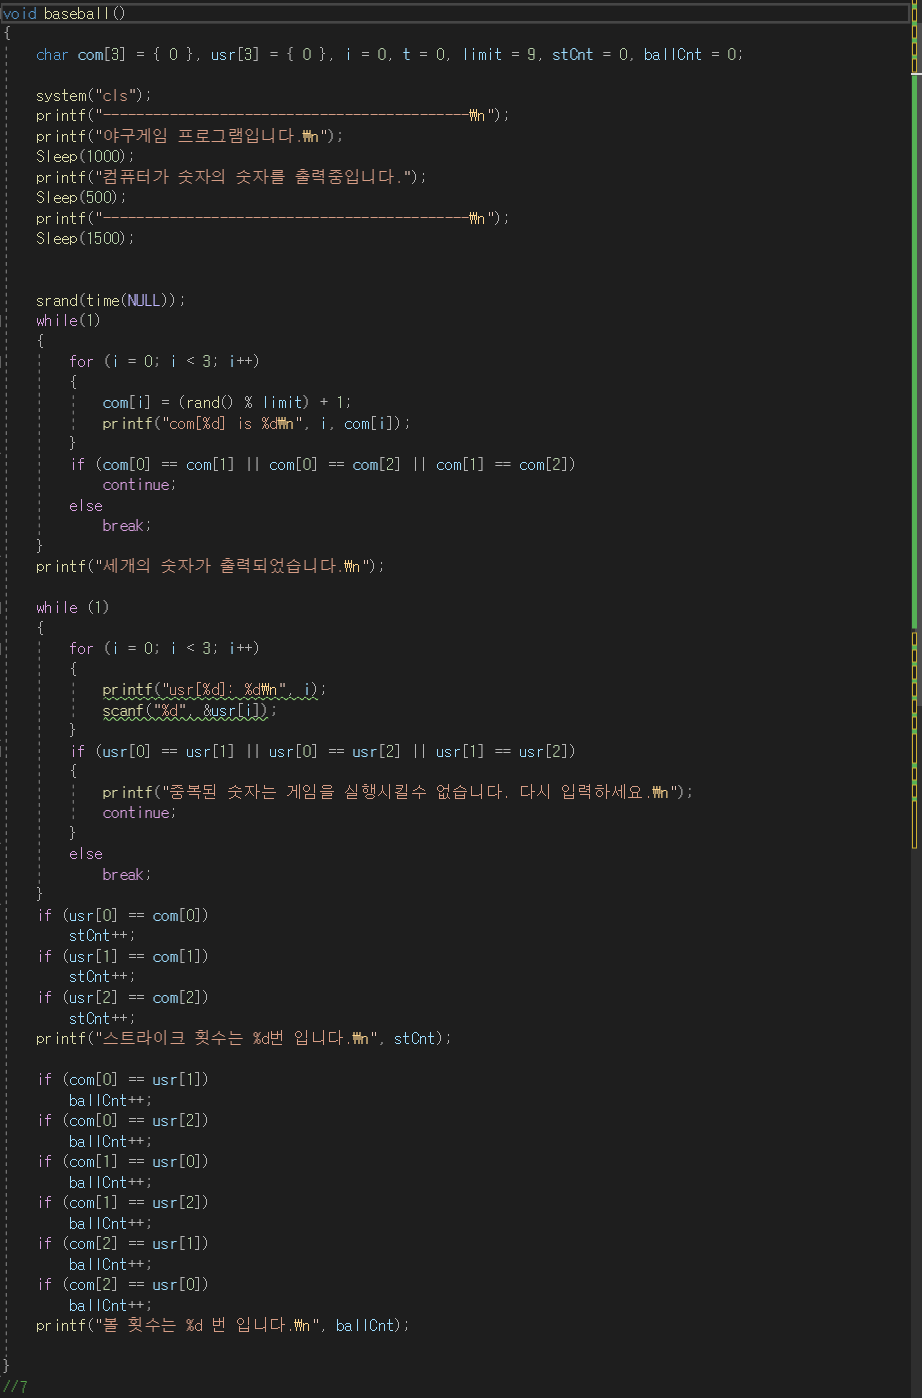 void baseball()
{
char com[3] = { 0 }, usr[3] = { 0 }, i = 0, t = 0, limit = 9, stCnt = 0, ballCnt = 0;
system("cls");
printf("--------------------------------------------₩n");
printf("야구게임 프로그램입니다.₩n");
Sleep(1000);
printf("컴퓨터가 숫자의 숫자를 출력중입니다.");
Sleep(500);
printf("--------------------------------------------₩n");
Sleep(1500);
srand(time(NULL));
while(1)
{
for (i = 0; i < 3; i++)
{
com[i] = (rand() % limit) + 1;
printf("com[%d] is %d₩n", i, com[i]);
}
if (com[0] == com[1] || com[0] == com[2] || com[1] == com[2])
continue;
else
break;
}
printf("세개의 숫자가 출력되었습니다.₩n");
while (1)
{
for (i = 0; i < 3; i++)
{
printf("usr[%d]: %d₩n", i);
scanf("%d", &usr[i]);
}
if (usr[0] == usr[1] || usr[0] == usr[2] || usr[1] == usr[2])
{
printf("중복된 숫자는 게임을 실행시킬수 없습니다. 다시 입력하세요.₩n");
continue;
}
else
break;
}
if (usr[0] == com[0])
stCnt++;
if (usr[1] == com[1])
stCnt++;
if (usr[2] == com[2])
stCnt++;
printf("스트라이크 횟수는 %d번 입니다.₩n", stCnt);
if (com[0] == usr[1])
ballCnt++;
if (com[0] == usr[2])
ballCnt++;
if (com[1] == usr[0])
ballCnt++;
if (com[1] == usr[2])
ballCnt++;
if (com[2] == usr[1])
ballCnt++;
if (com[2] == usr[0])
ballCnt++;
printf("볼 횟수는 %d 번 입니다.₩n", ballCnt);
}
//7